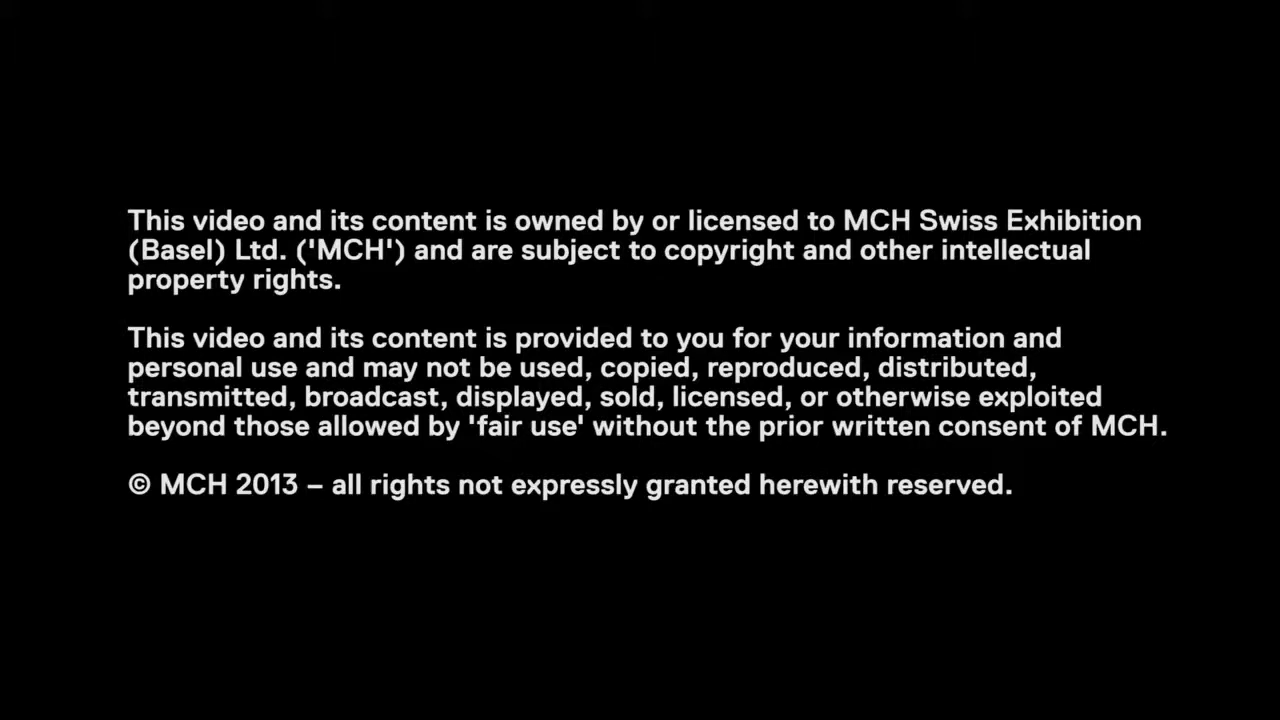 This video and its content is owned by or licensed to MCH Swiss Exhibition
(Basel) Ltd. ('MCH') and are subject to copyright and other intellectual
property rights.
This video and its content is provided to you for your information and
personal use and may not be used, copied, reproduced, distributed,
transmitted, broadcast, displayed, sold, licensed, or otherwise exploited
beyond those allowed by 'fair use' without the prior written consent of MCH.
© MCH 2013 – all rights not expressly granted herewith reserved.